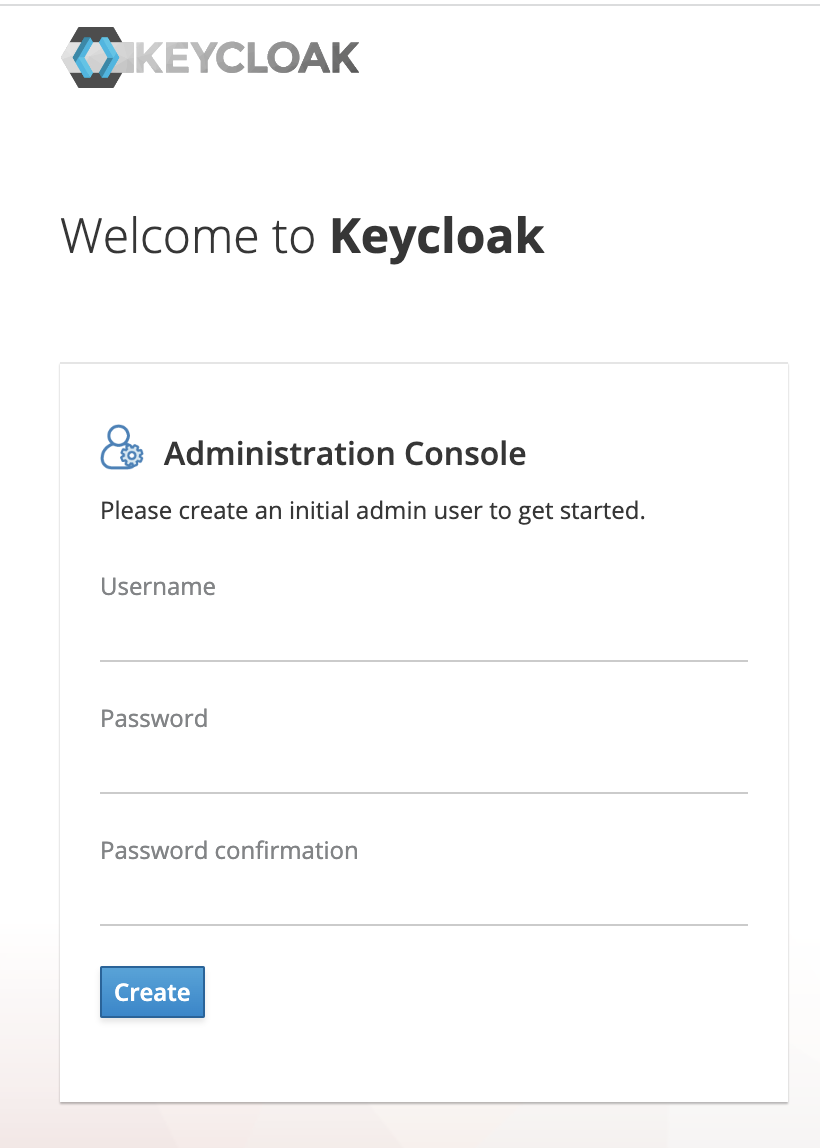 KEYCLOAK
Welcome to Keycloak
Administration Console
Please create an initial admin user to get started.
Username
Password
Password confirmation
Create